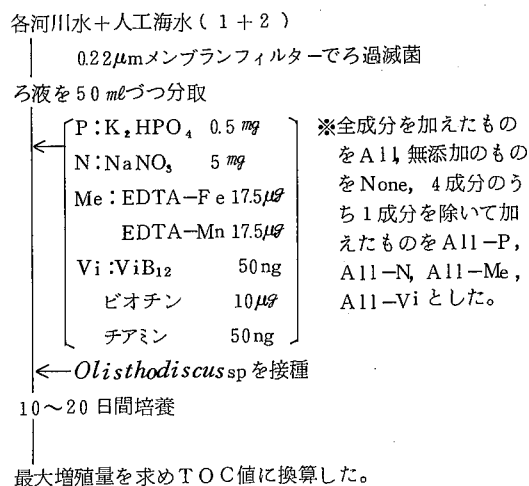 各河川水＋人工海水（1＋2）
0.22μmメンブランフィルターでろ過滅菌
ろ液を50mlづつ分取
P：K₂HPO₄ 0.5mg
N：NaNO₃ 5mg
Me：EDTA－Fe 17.5μg
EDTA－Mn 17.5μg
Vi：ViB₁₂ 50ng
ビオチン 10μg
チアミン 50ng
※全成分を加えたもの
をAll, 無添加のもの
をNone, 4成分のう
ち1成分を除いて加
えたものをAll－P,
All－N, All－Me,
All－Viとした。
Olisthodiscus spを接種
10～20日間培養
最大増殖量を求めTOC値に換算した。